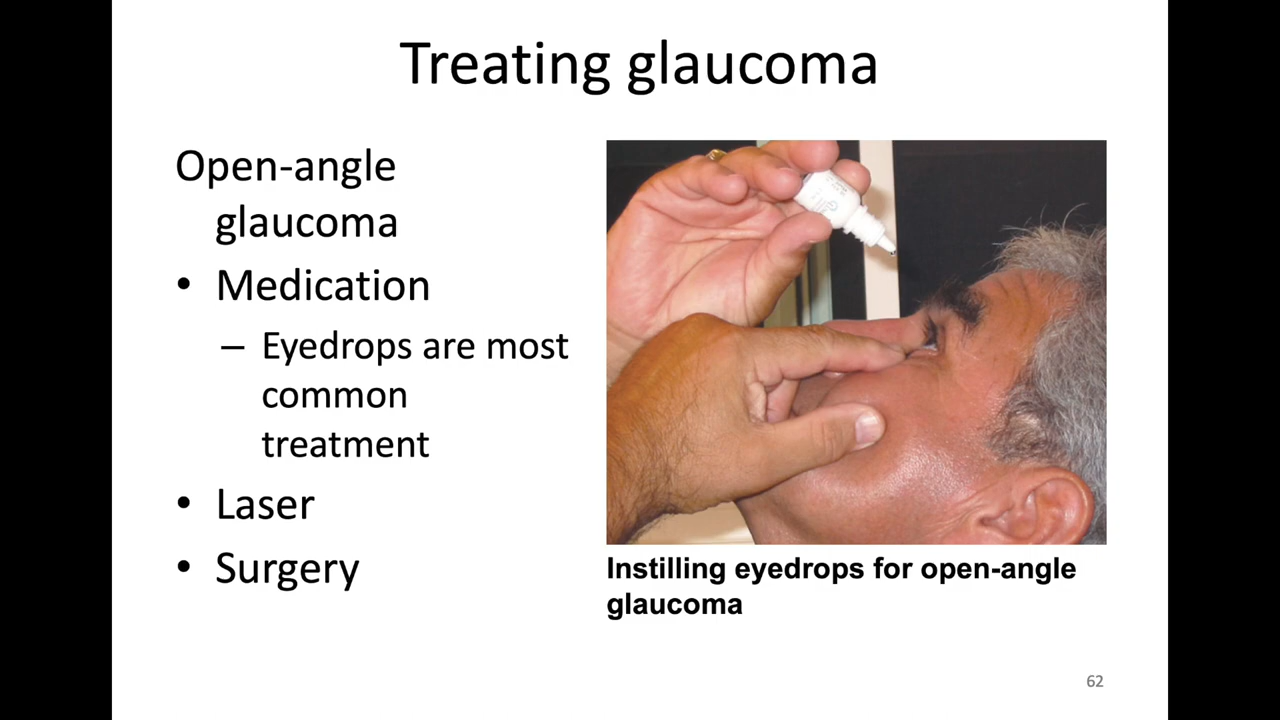 Treating glaucoma
Open-angle
glaucoma
• Medication
– Eyedrops are most
common
treatment
• Laser
• Surgery
Instilling eyedrops for open-angle
glaucoma
62